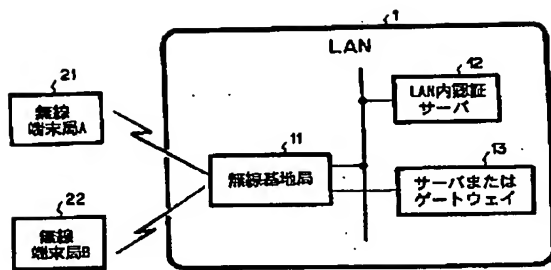 1
LAN
21
無線
端末局A
12
LAN内認証
サーバ
11
無線基地局
13
サーバまたは
ゲートウェイ
22
無線
端末局B